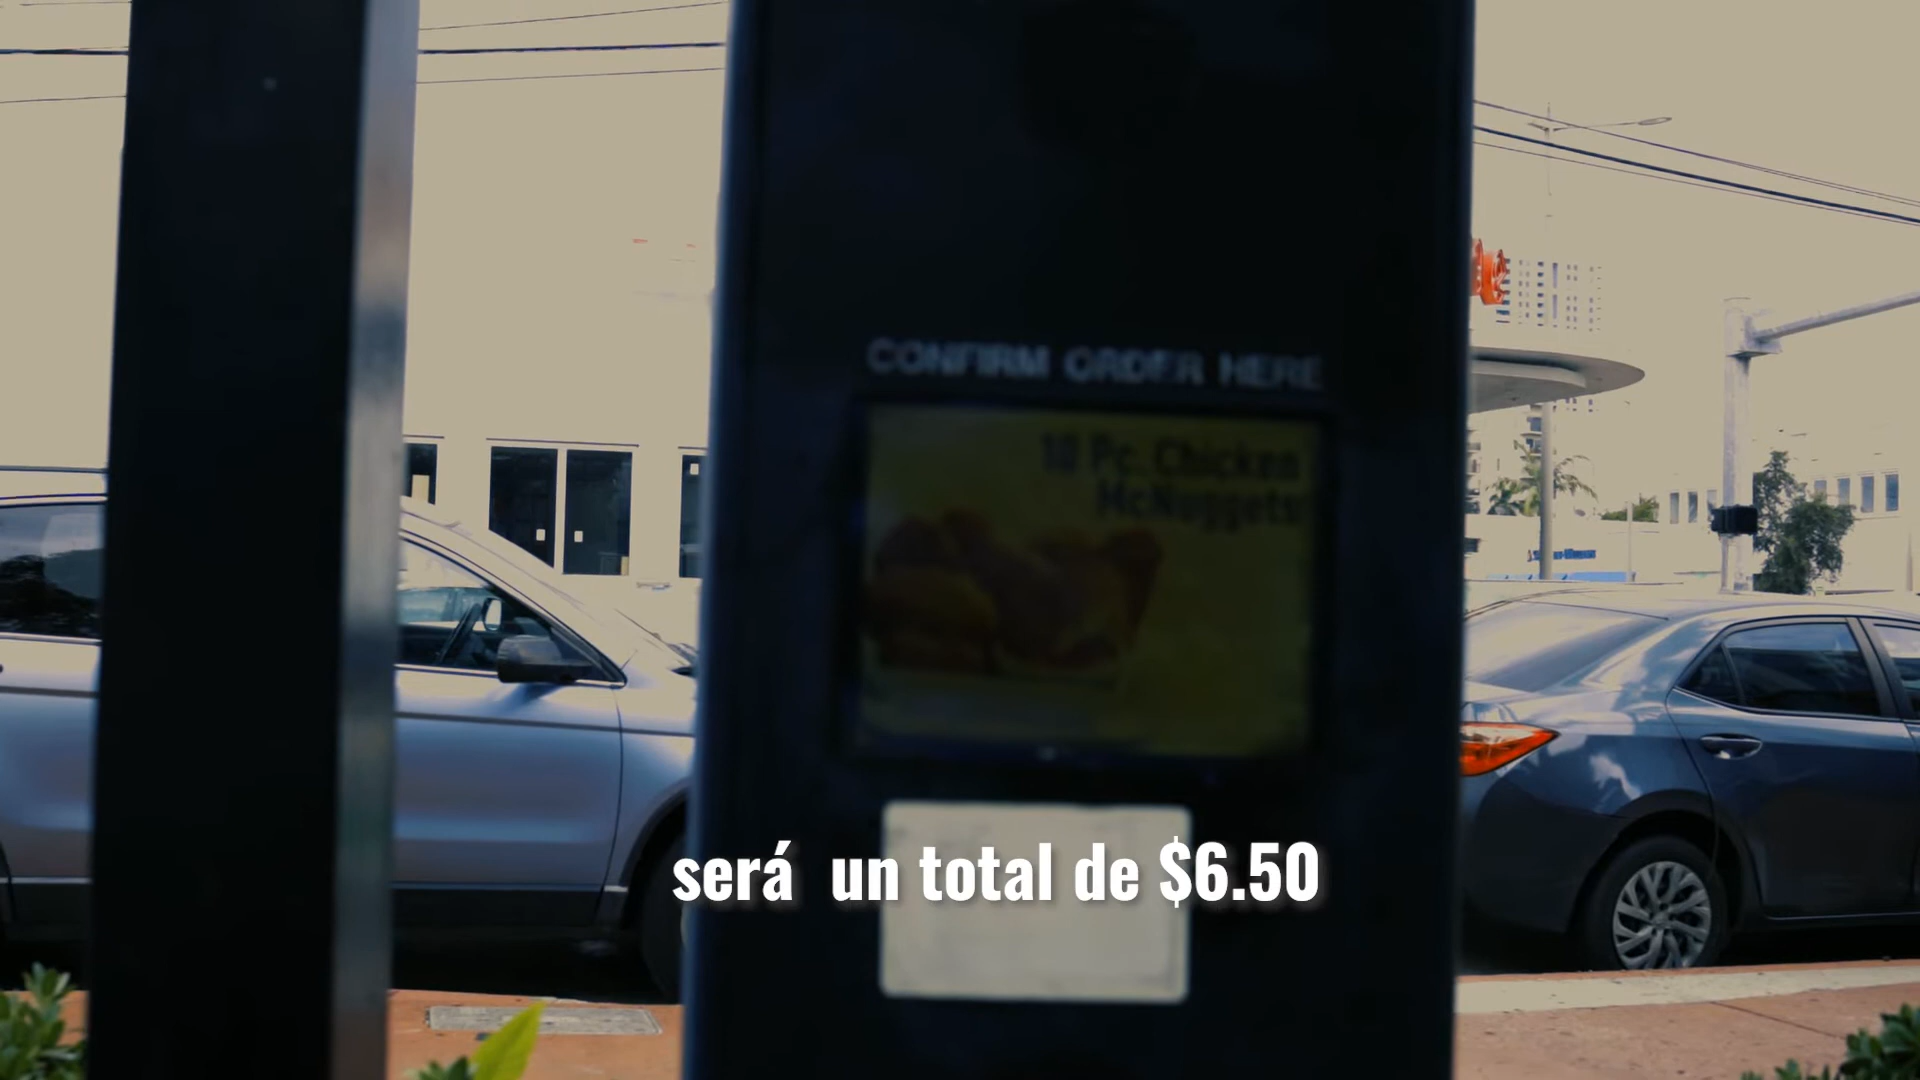 CONFIRM ORDER HERE
10 Pc. Chicken
McNuggets
será un total de $6.50